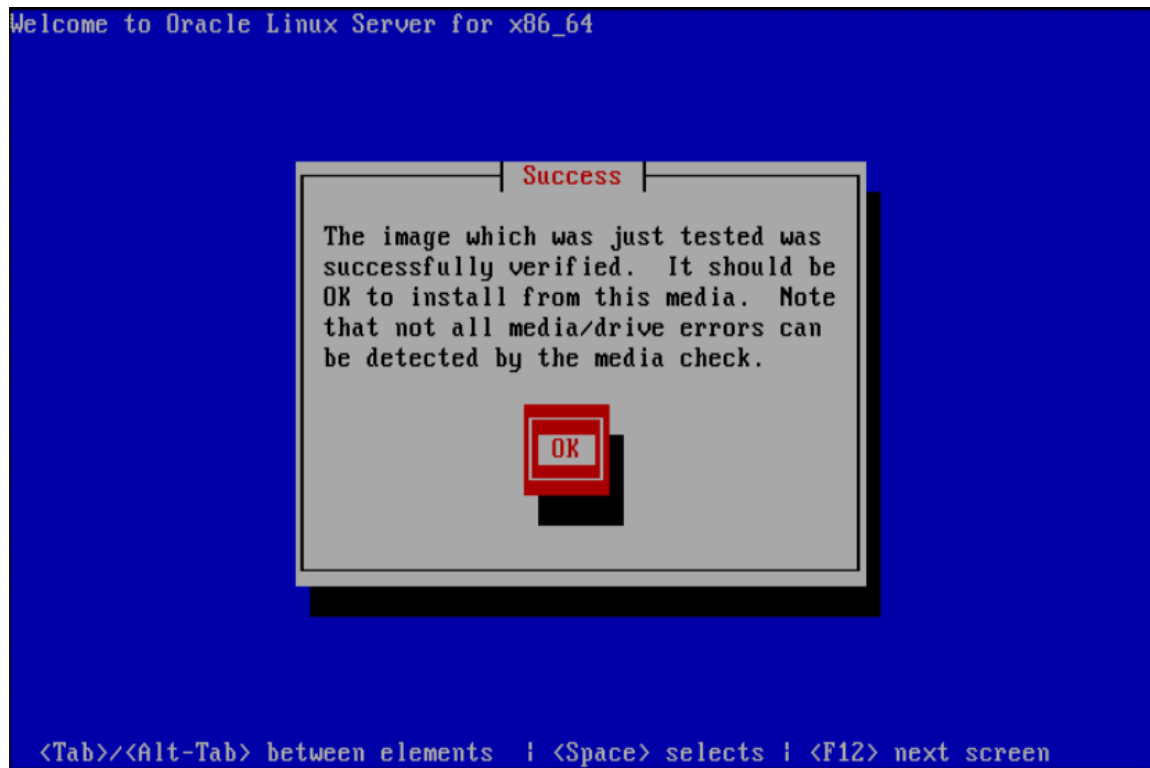 Welcome to Oracle Linux Server for x86_64
Success
The image which was just tested was
successfully verified.  It should be
OK to install from this media.  Note
that not all media/drive errors can
be detected by the media check.
OK
<Tab>/<Alt-Tab> between elements  | <Space> selects | <F12> next screen